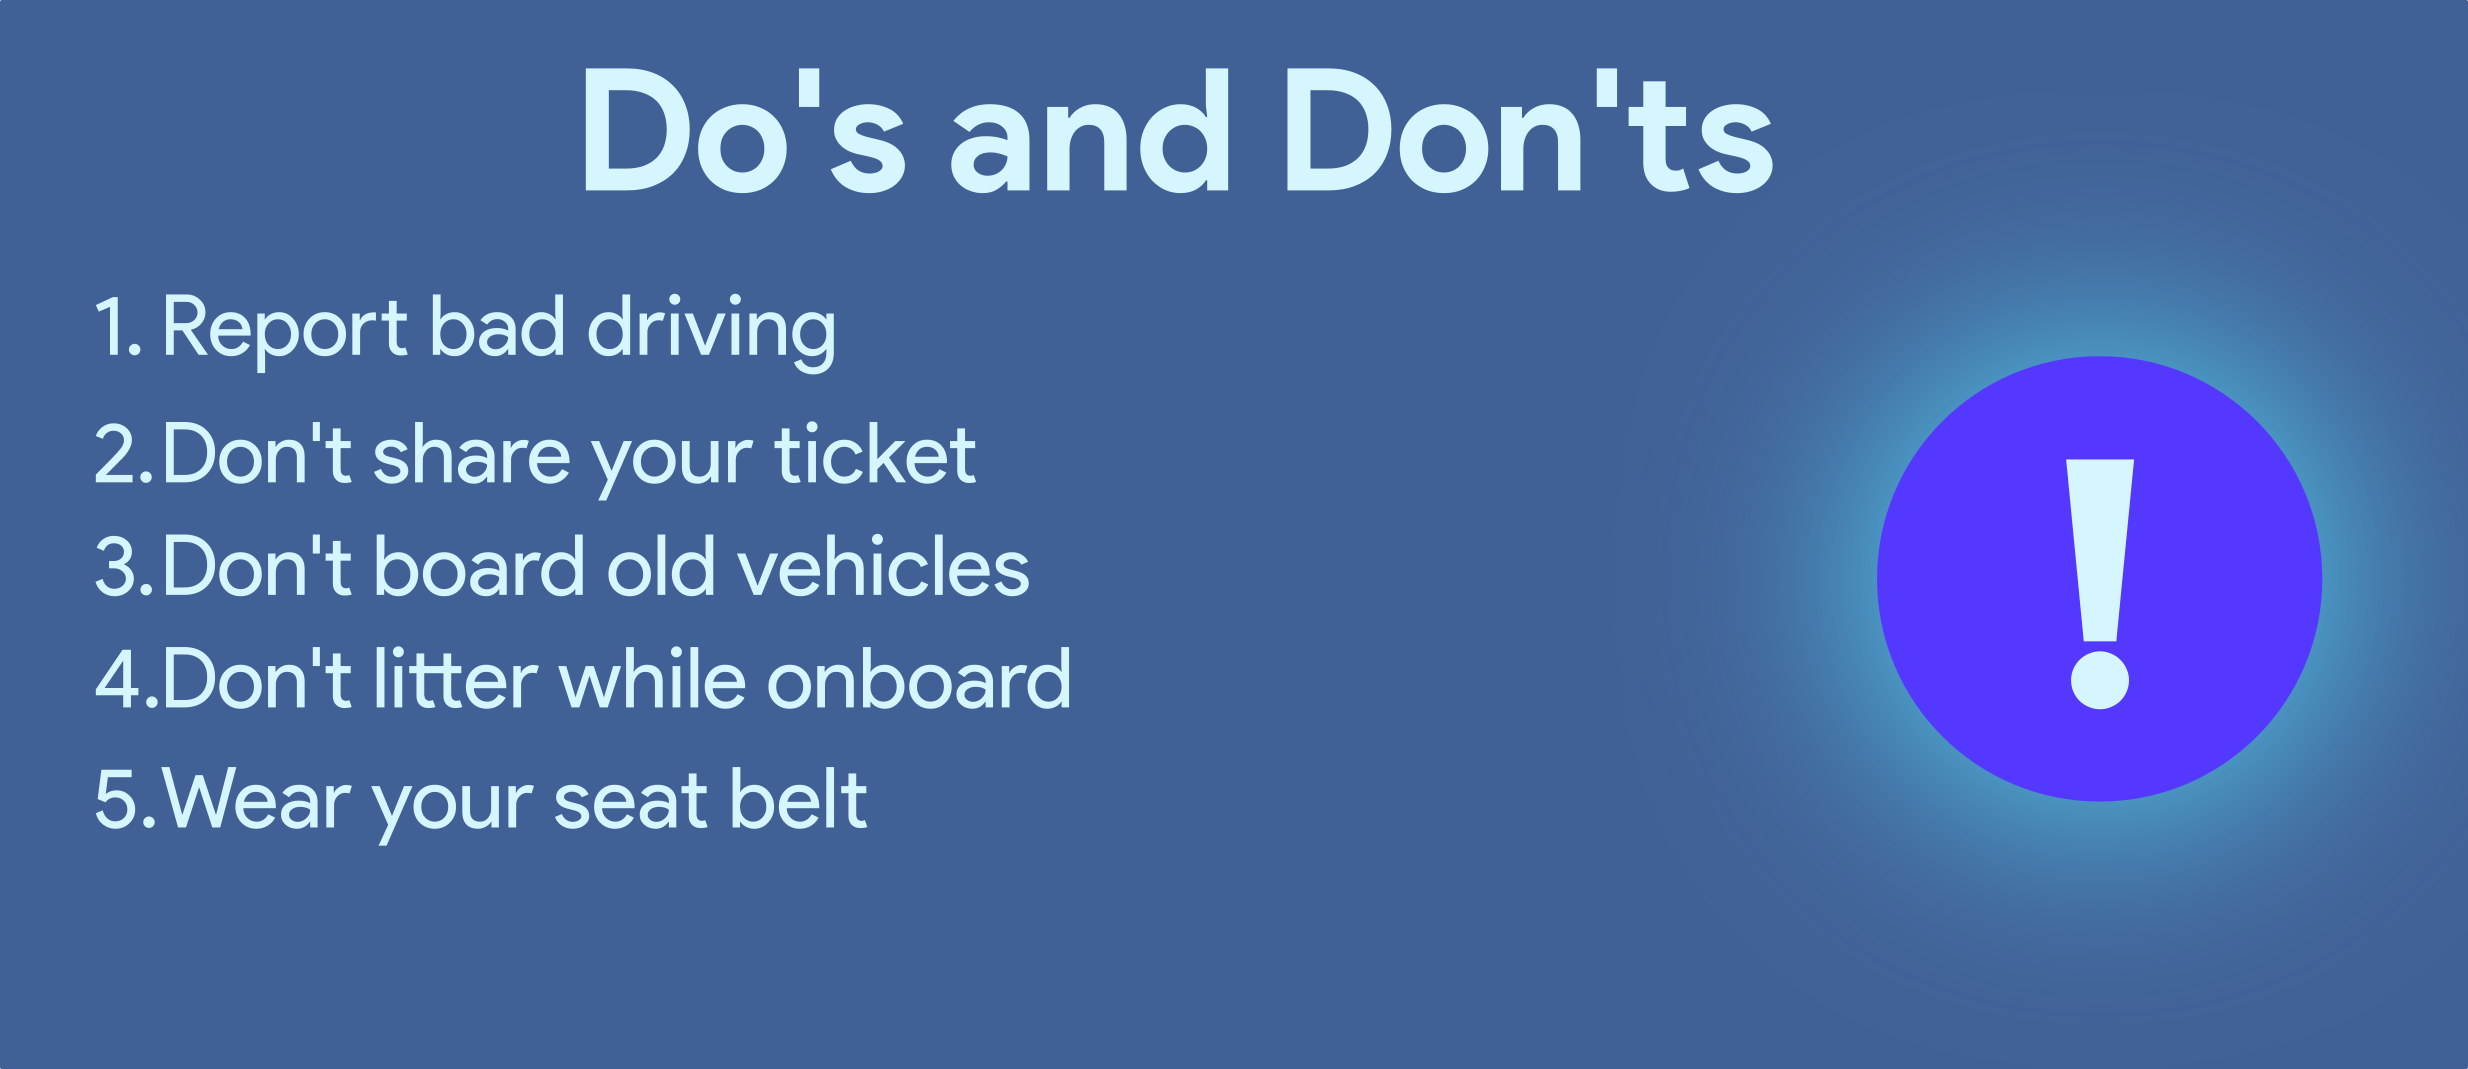 Do's and Don'ts
1. Report bad driving
2.Don't share your ticket
3.Don't board old vehicles
4.Don't litter while onboard
5.Wear your seat belt
!